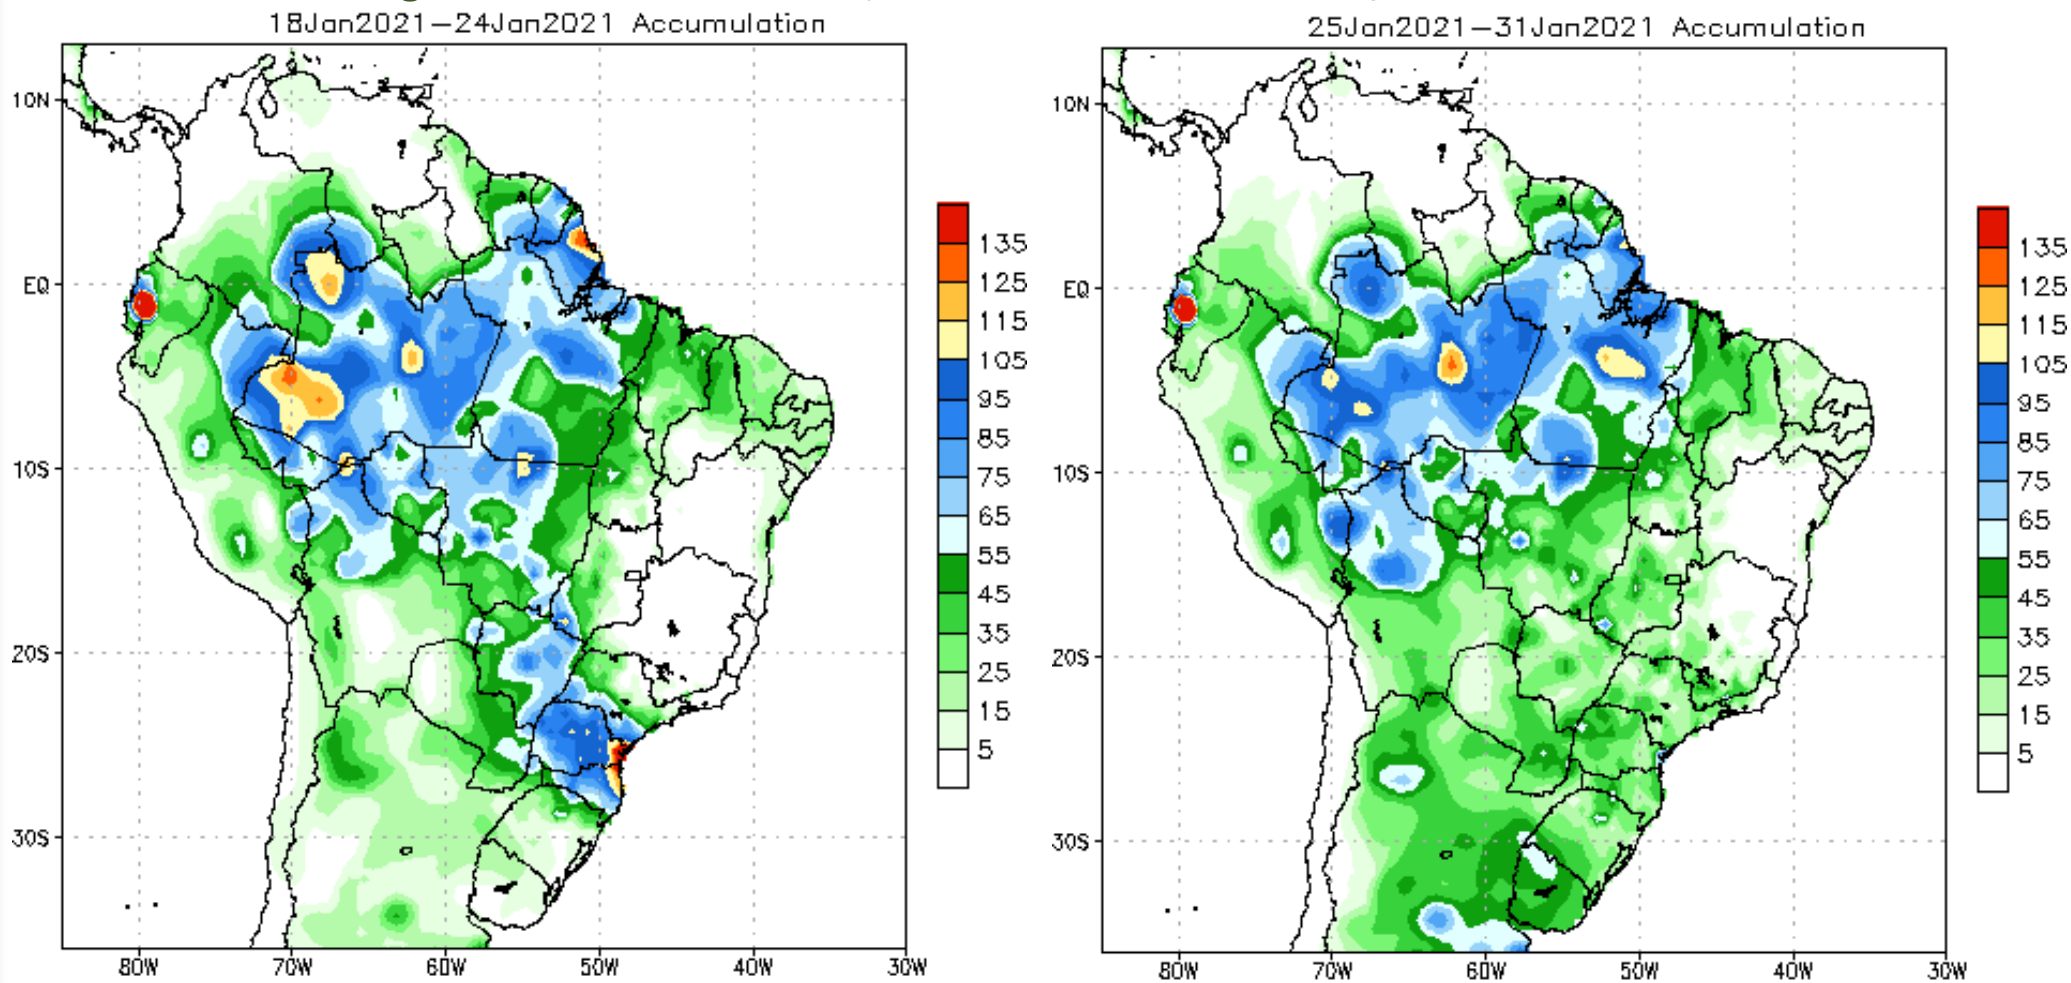 18Jan2021–24Jan2021 Accumulation
10N
EQ
10S
20S
30S
80W
70W
60W
50W
40W
30W
135
125
115
105
95
85
75
65
55
45
35
25
15
5
25Jan2021–31Jan2021 Accumulation
10N
EQ
10S
20S
30S
80W
70W
60W
50W
40W
30W
135
125
115
105
95
85
75
65
55
45
35
25
15
5